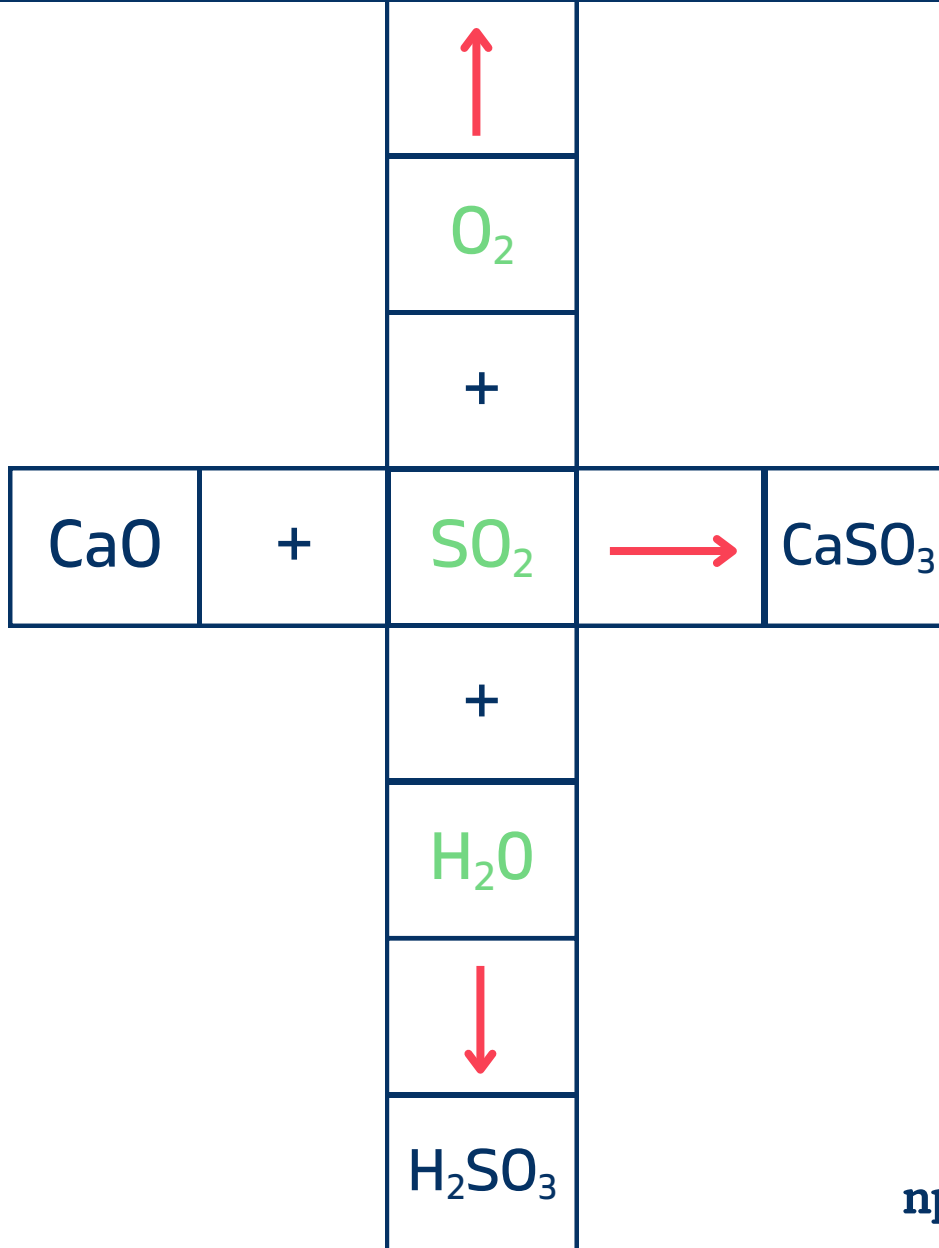 O₂
+
CaO + SO₂ → CaSO₃
+
H₂O
H₂SO₃